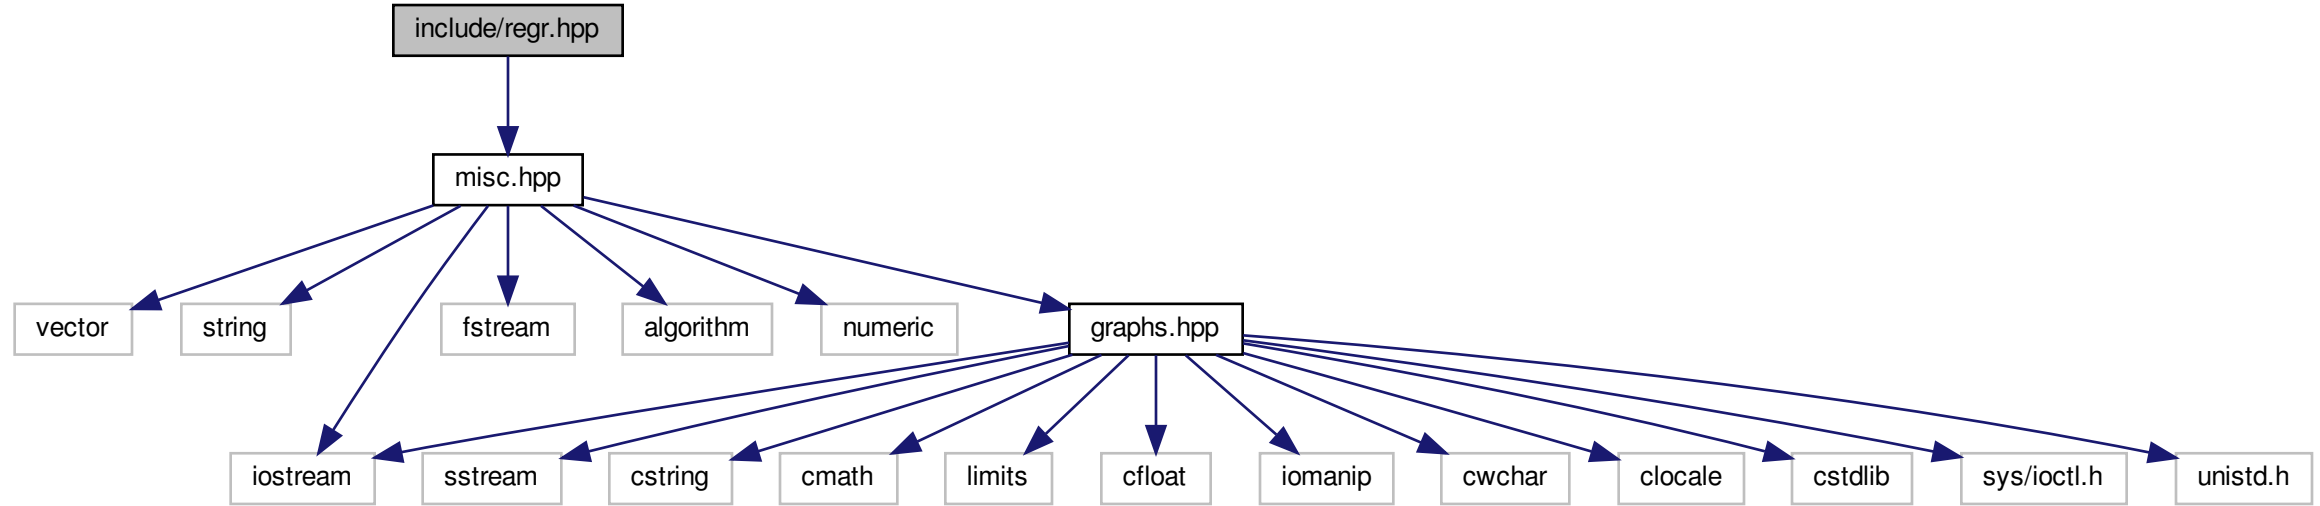 include/regr.hpp
misc.hpp
vector
string
fstream
algorithm
numeric
graphs.hpp
iostream
sstream
cstring
cmath
limits
cfloat
iomanip
cwchar
clocale
cstdlib
sys/ioctl.h
unistd.h